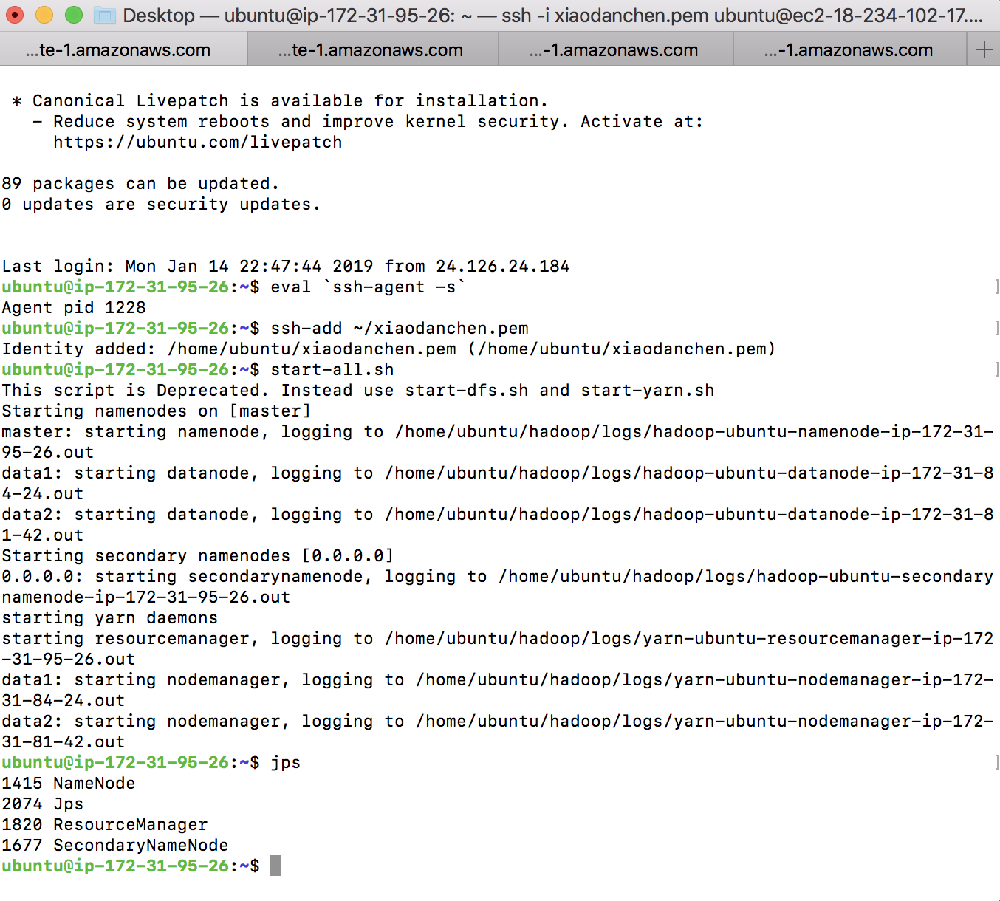 Desktop — ubuntu@ip-172-31-95-26: ~ — ssh -i xiaodanchen.pem ubuntu@ec2-18-234-102-17....
...te-1.amazonaws.com ...te-1.amazonaws.com ...-1.amazonaws.com ...-1.amazonaws.com +
* Canonical Livepatch is available for installation.
- Reduce system reboots and improve kernel security. Activate at:
https://ubuntu.com/livepatch
89 packages can be updated.
0 updates are security updates.
Last login: Mon Jan 14 22:47:44 2019 from 24.126.24.184
ubuntu@ip-172-31-95-26:~$ eval `ssh-agent -s` ]
Agent pid 1228
ubuntu@ip-172-31-95-26:~$ ssh-add ~/xiaodanchen.pem ]
Identity added: /home/ubuntu/xiaodanchen.pem (/home/ubuntu/xiaodanchen.pem)
ubuntu@ip-172-31-95-26:~$ start-all.sh ]
This script is Deprecated. Instead use start-dfs.sh and start-yarn.sh
Starting namenodes on [master]
master: starting namenode, logging to /home/ubuntu/hadoop/logs/hadoop-ubuntu-namenode-ip-172-31-
95-26.out
data1: starting datanode, logging to /home/ubuntu/hadoop/logs/hadoop-ubuntu-datanode-ip-172-31-8
4-24.out
data2: starting datanode, logging to /home/ubuntu/hadoop/logs/hadoop-ubuntu-datanode-ip-172-31-8
1-42.out
Starting secondary namenodes [0.0.0.0]
0.0.0.0: starting secondarynamenode, logging to /home/ubuntu/hadoop/logs/hadoop-ubuntu-secondary
namenode-ip-172-31-95-26.out
starting yarn daemons
starting resourcemanager, logging to /home/ubuntu/hadoop/logs/yarn-ubuntu-resourcemanager-ip-172
-31-95-26.out
data1: starting nodemanager, logging to /home/ubuntu/hadoop/logs/yarn-ubuntu-nodemanager-ip-172-
31-84-24.out
data2: starting nodemanager, logging to /home/ubuntu/hadoop/logs/yarn-ubuntu-nodemanager-ip-172-
31-81-42.out
ubuntu@ip-172-31-95-26:~$ jps ]
1415 NameNode
2074 Jps
1820 ResourceManager
1677 SecondaryNameNode
ubuntu@ip-172-31-95-26:~$